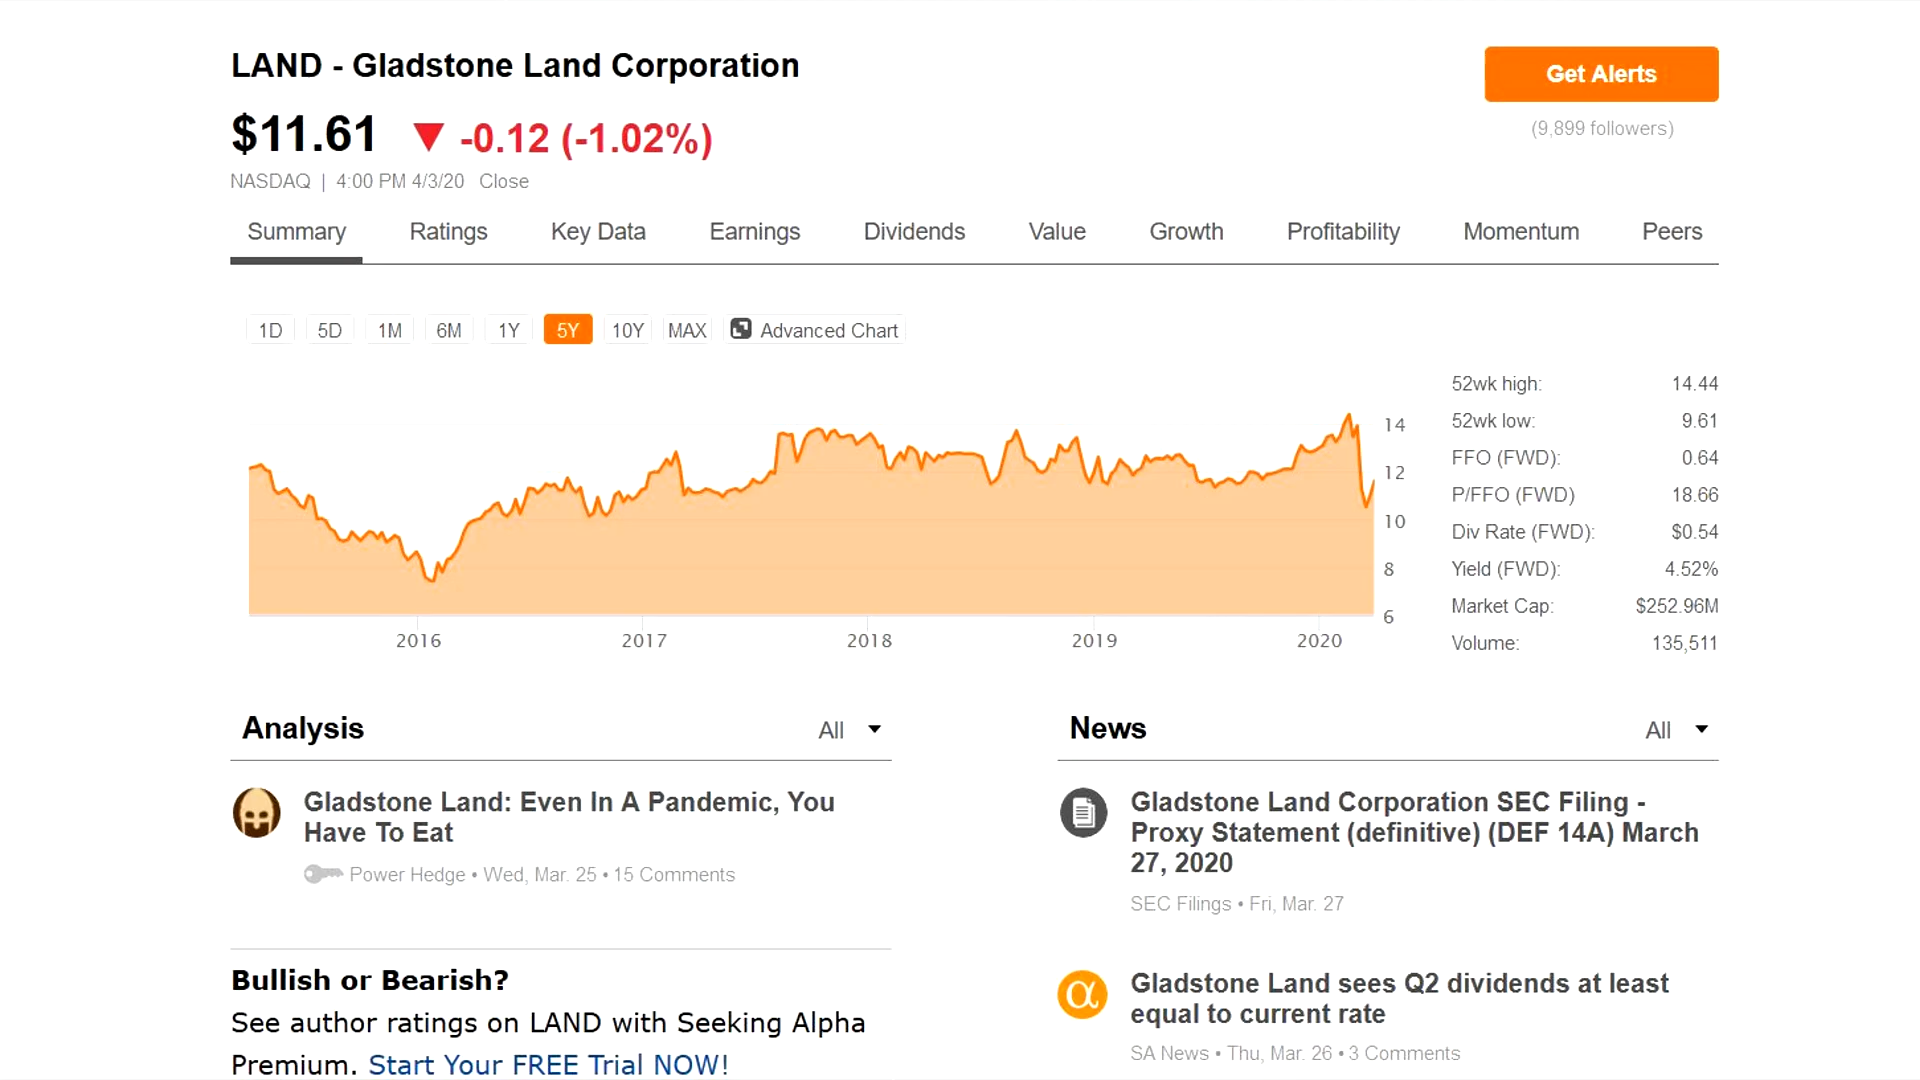 LAND - Gladstone Land Corporation
Get Alerts
$11.61 ▼ -0.12 (-1.02%)
(9,899 followers)
NASDAQ | 4:00 PM 4/3/20 Close
Summary Ratings Key Data Earnings Dividends Value Growth Profitability Momentum Peers
1D 5D 1M 6M 1Y 5Y 10Y MAX Advanced Chart
14
12
10
8
6
2016 2017 2018 2019 2020
52wk high: 14.44
52wk low: 9.61
FFO (FWD): 0.64
P/FFO (FWD) 18.66
Div Rate (FWD): $0.54
Yield (FWD): 4.52%
Market Cap: $252.96M
Volume: 135,511
Analysis All
Gladstone Land: Even In A Pandemic, You
Have To Eat
Power Hedge • Wed, Mar. 25 • 15 Comments
Bullish or Bearish?
See author ratings on LAND with Seeking Alpha
Premium. Start Your FREE Trial NOW!
News All
Gladstone Land Corporation SEC Filing -
Proxy Statement (definitive) (DEF 14A) March
27, 2020
SEC Filings • Fri, Mar. 27
α
Gladstone Land sees Q2 dividends at least
equal to current rate
SA News • Thu, Mar. 26 • 3 Comments